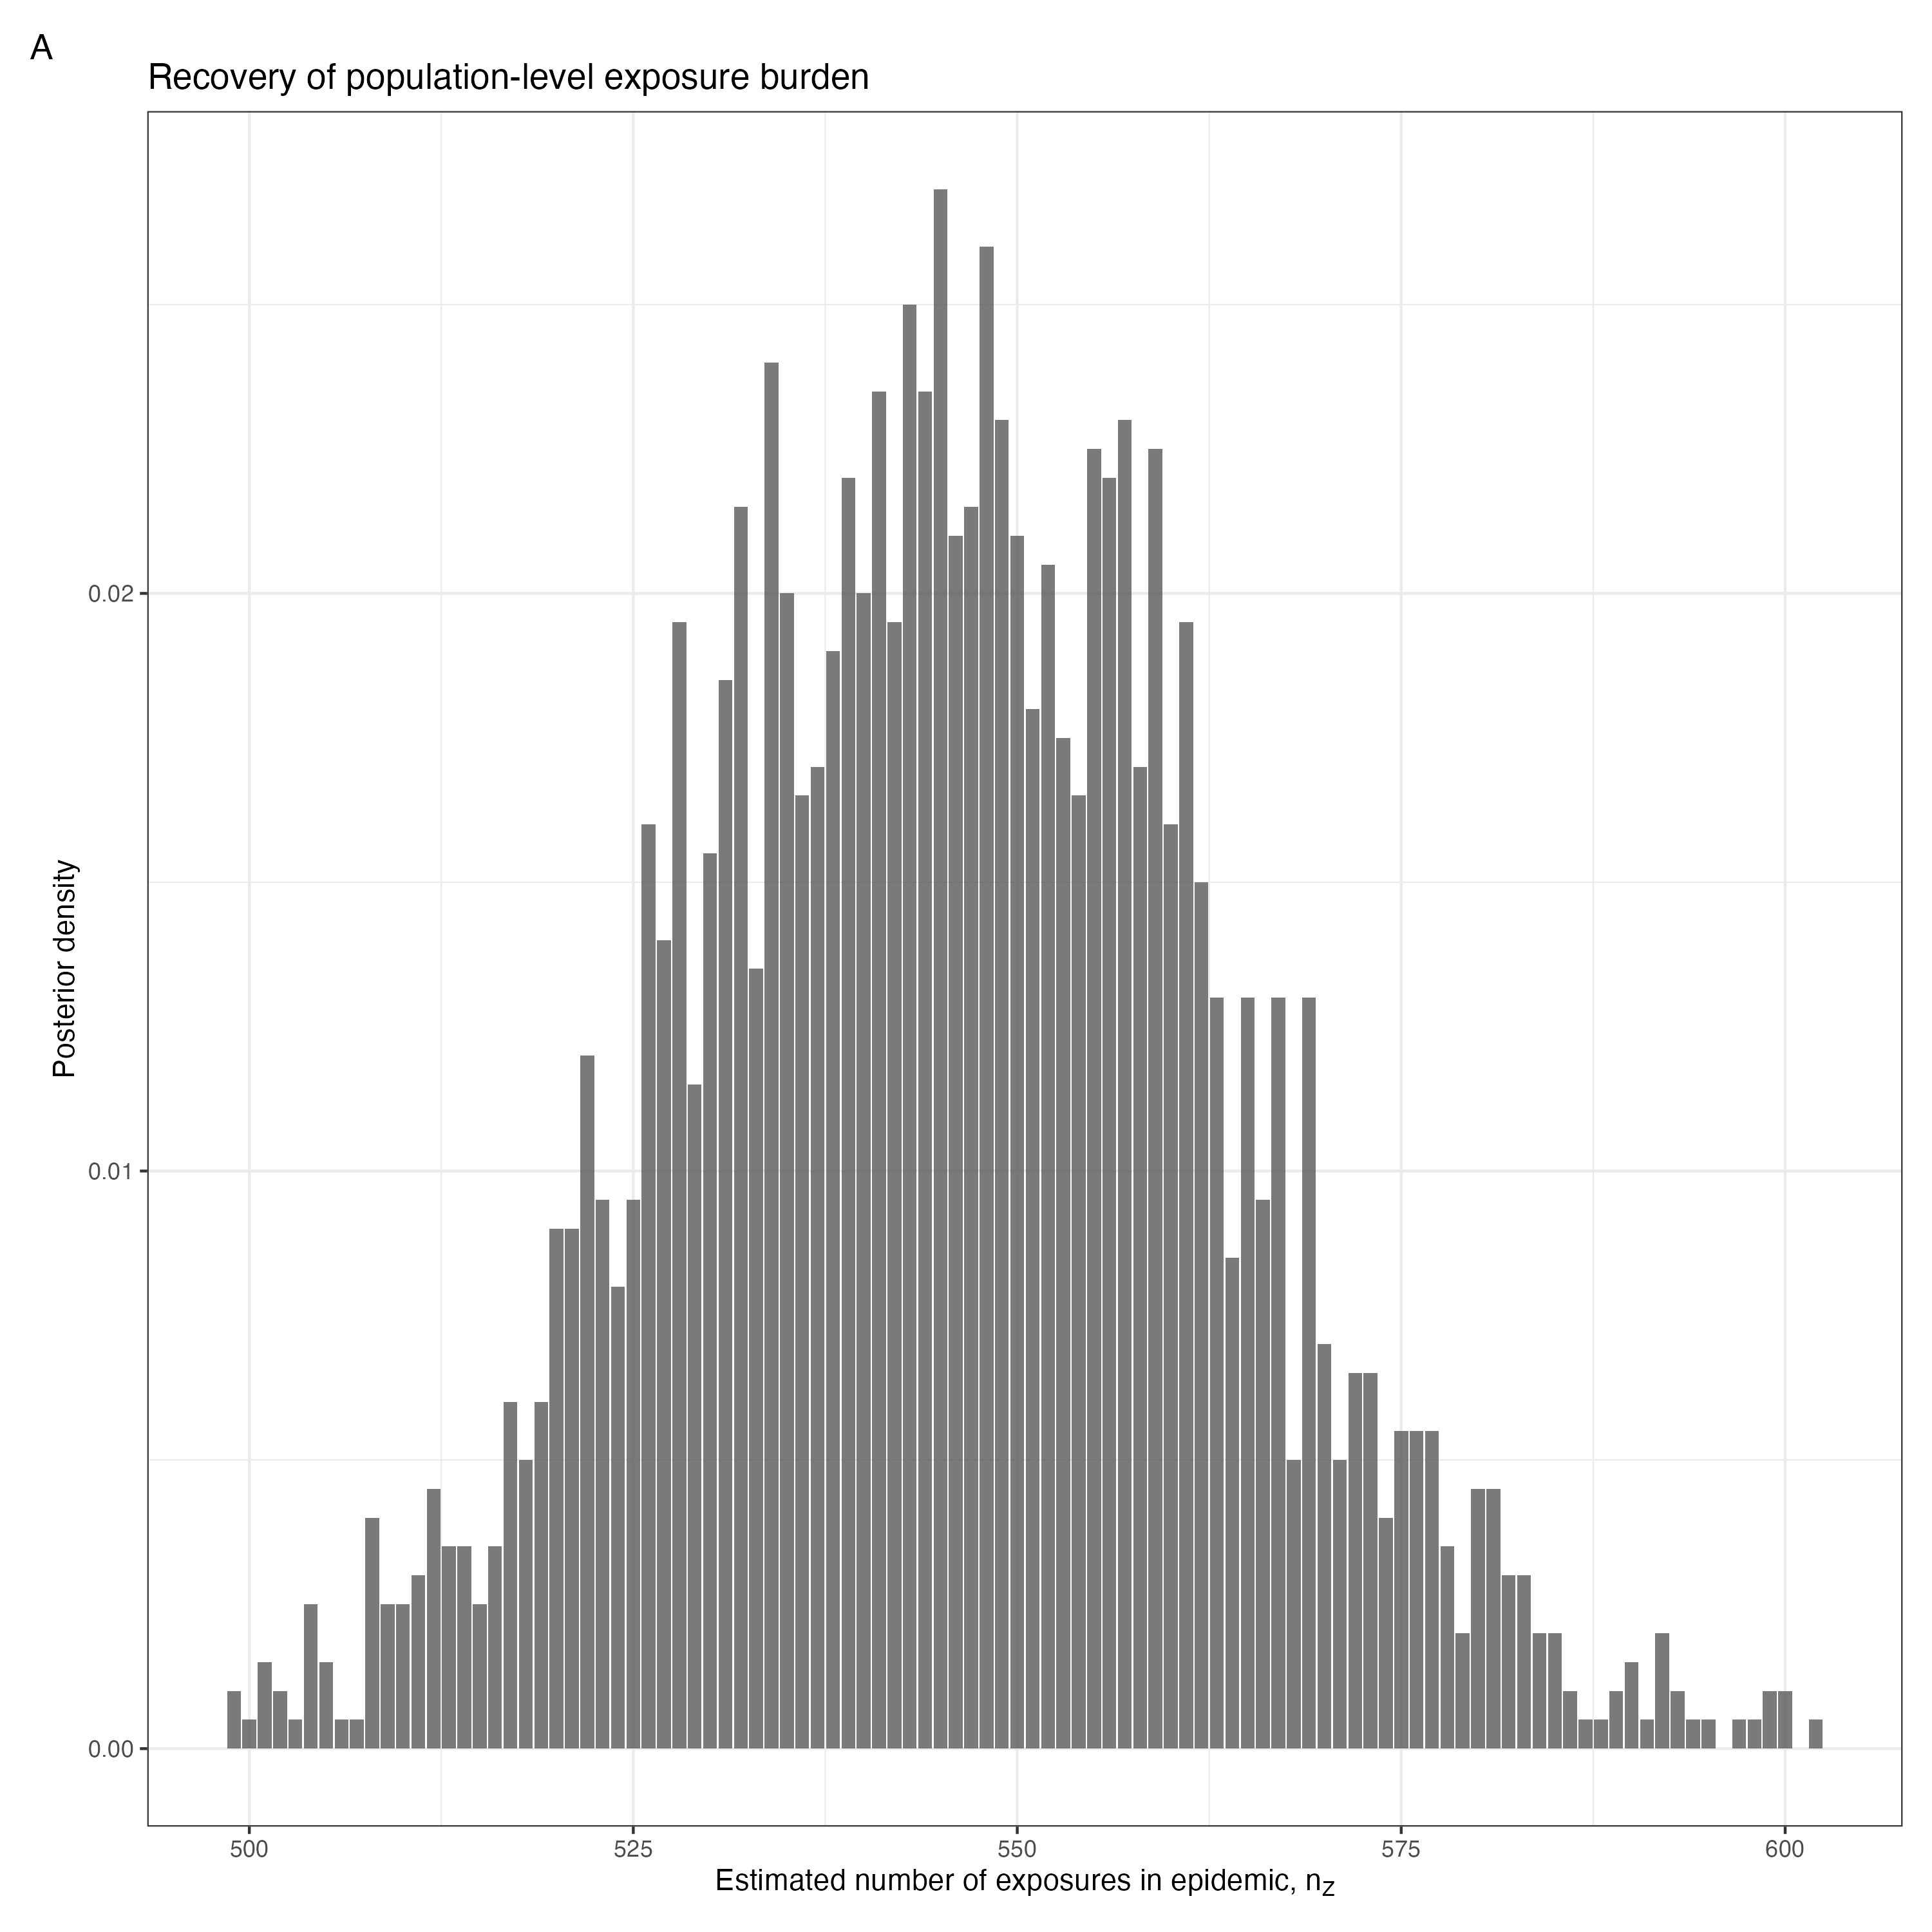 A
Recovery of population-level exposure burden
Posterior density
0.02
0.01
0.00
500 525 550 575 600
Estimated number of exposures in epidemic, nZ